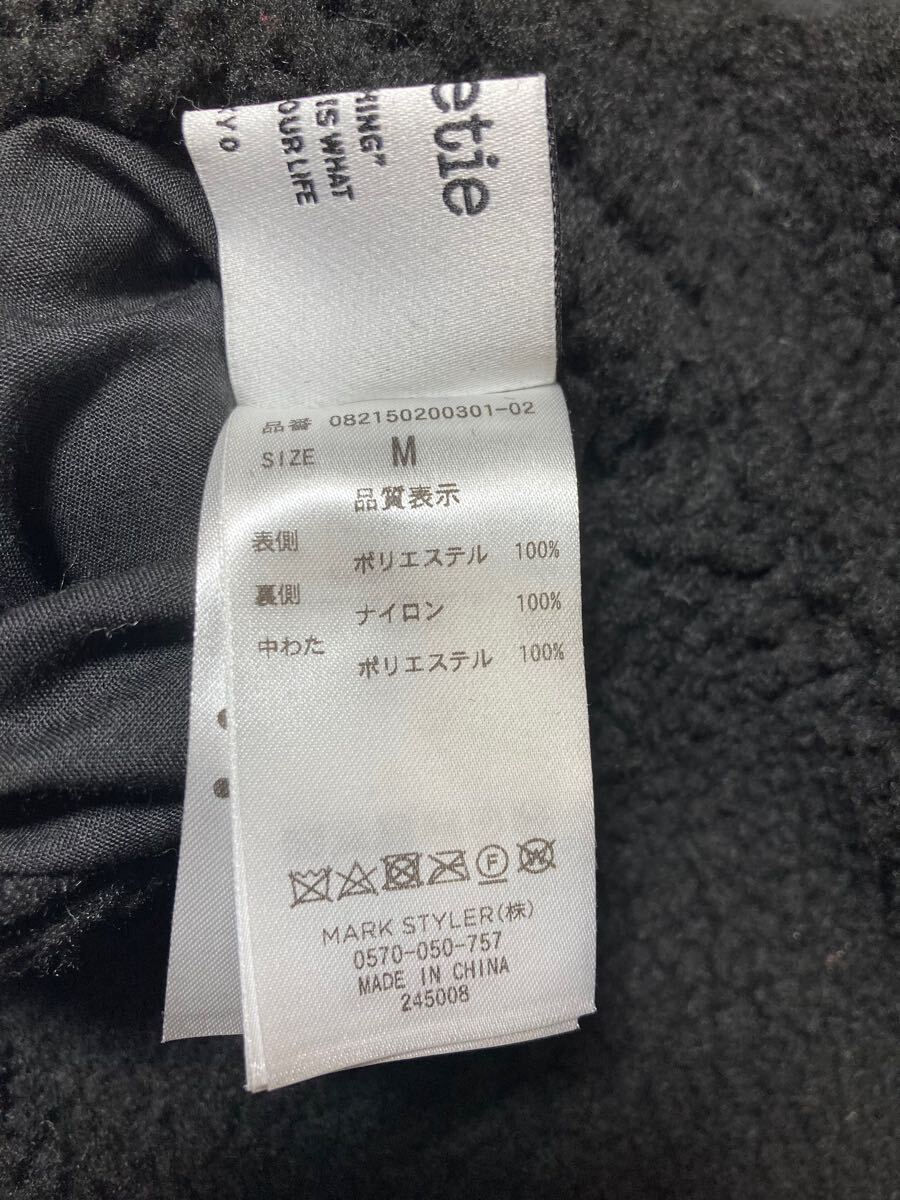 etie
HING"
IS WHAT
OUR LIFE
YO
品番 082150200301-02
SIZE M
品質表示
表側 ポリエステル 100%
裏側 ナイロン 100%
中わた ポリエステル 100%
F W
MARK STYLER(株)
0570-050-757
MADE IN CHINA
245008